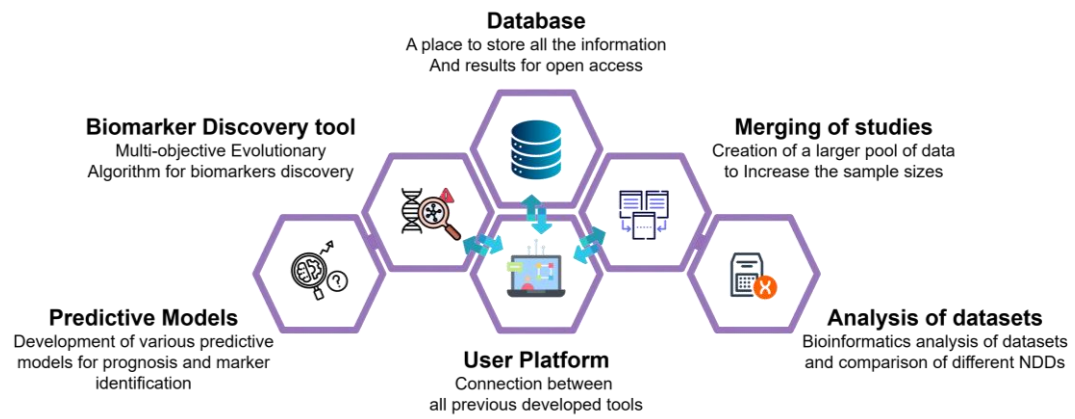 Database
A place to store all the information
And results for open access
Biomarker Discovery tool
Multi-objective Evolutionary
Algorithm for biomarkers discovery
Merging of studies
Creation of a larger pool of data
to Increase the sample sizes
Predictive Models
Development of various predictive
models for prognosis and marker
identification
User Platform
Connection between
all previous developed tools
Analysis of datasets
Bioinformatics analysis of datasets
and comparison of different NDDs